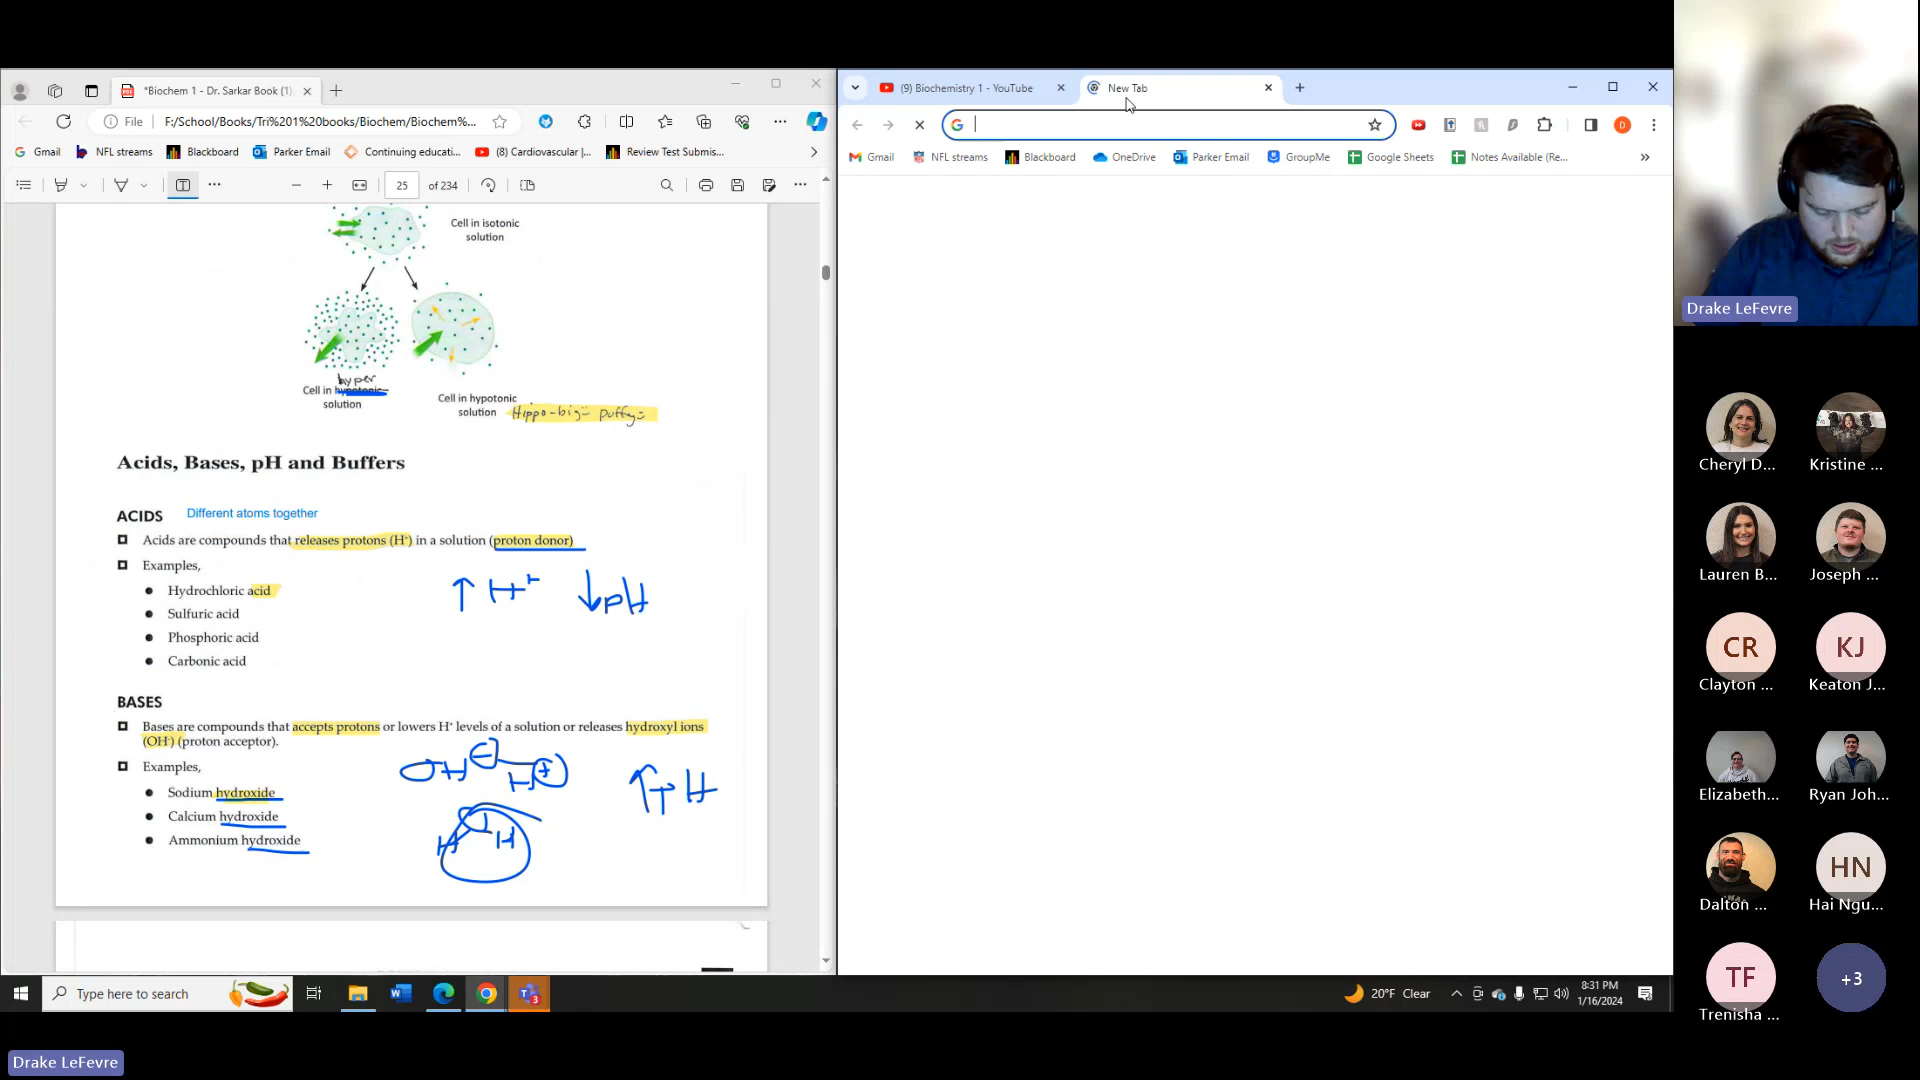 *Biochem 1 - Dr. Sarkar Book (1)
File
F:/School/Books/Tri%201%20books/Biochem/Biochem%...
Gmail
NFL streams
Blackboard
Parker Email
Continuing educati...
(8) Cardiovascular |...
Review Test Submis...
25
of 234
Cell in isotonic
solution
hyper
Cell in hypotonic
solution
Cell in hypotonic
solution
Hippo-big= puffy=
Acids, Bases, pH and Buffers
ACIDS
Different atoms together
Acids are compounds that releases protons (H+) in a solution (proton donor)
Examples,
Hydrochloric acid
Sulfuric acid
Phosphoric acid
Carbonic acid
↑ H+ ↓pH
BASES
Bases are compounds that accepts protons or lowers H+ levels of a solution or releases hydroxyl ions
(OH-) (proton acceptor).
Examples,
Sodium hydroxide
Calcium hydroxide
Ammonium hydroxide
OH - H +
↑pH
H H
(9) Biochemistry 1 - YouTube
New Tab
D
Gmail
NFL streams
Blackboard
OneDrive
Parker Email
GroupMe
Google Sheets
Notes Available (Re...
Type here to search
3
20°F Clear
8:31 PM
1/16/2024
Drake LeFevre
Cheryl D...
Kristine ...
Lauren B...
Joseph ...
CR
KJ
Clayton ...
Keaton J...
Elizabeth...
Ryan Joh...
HN
Dalton ...
Hai Ngu...
TF
+3
Trenisha ...
Drake LeFevre